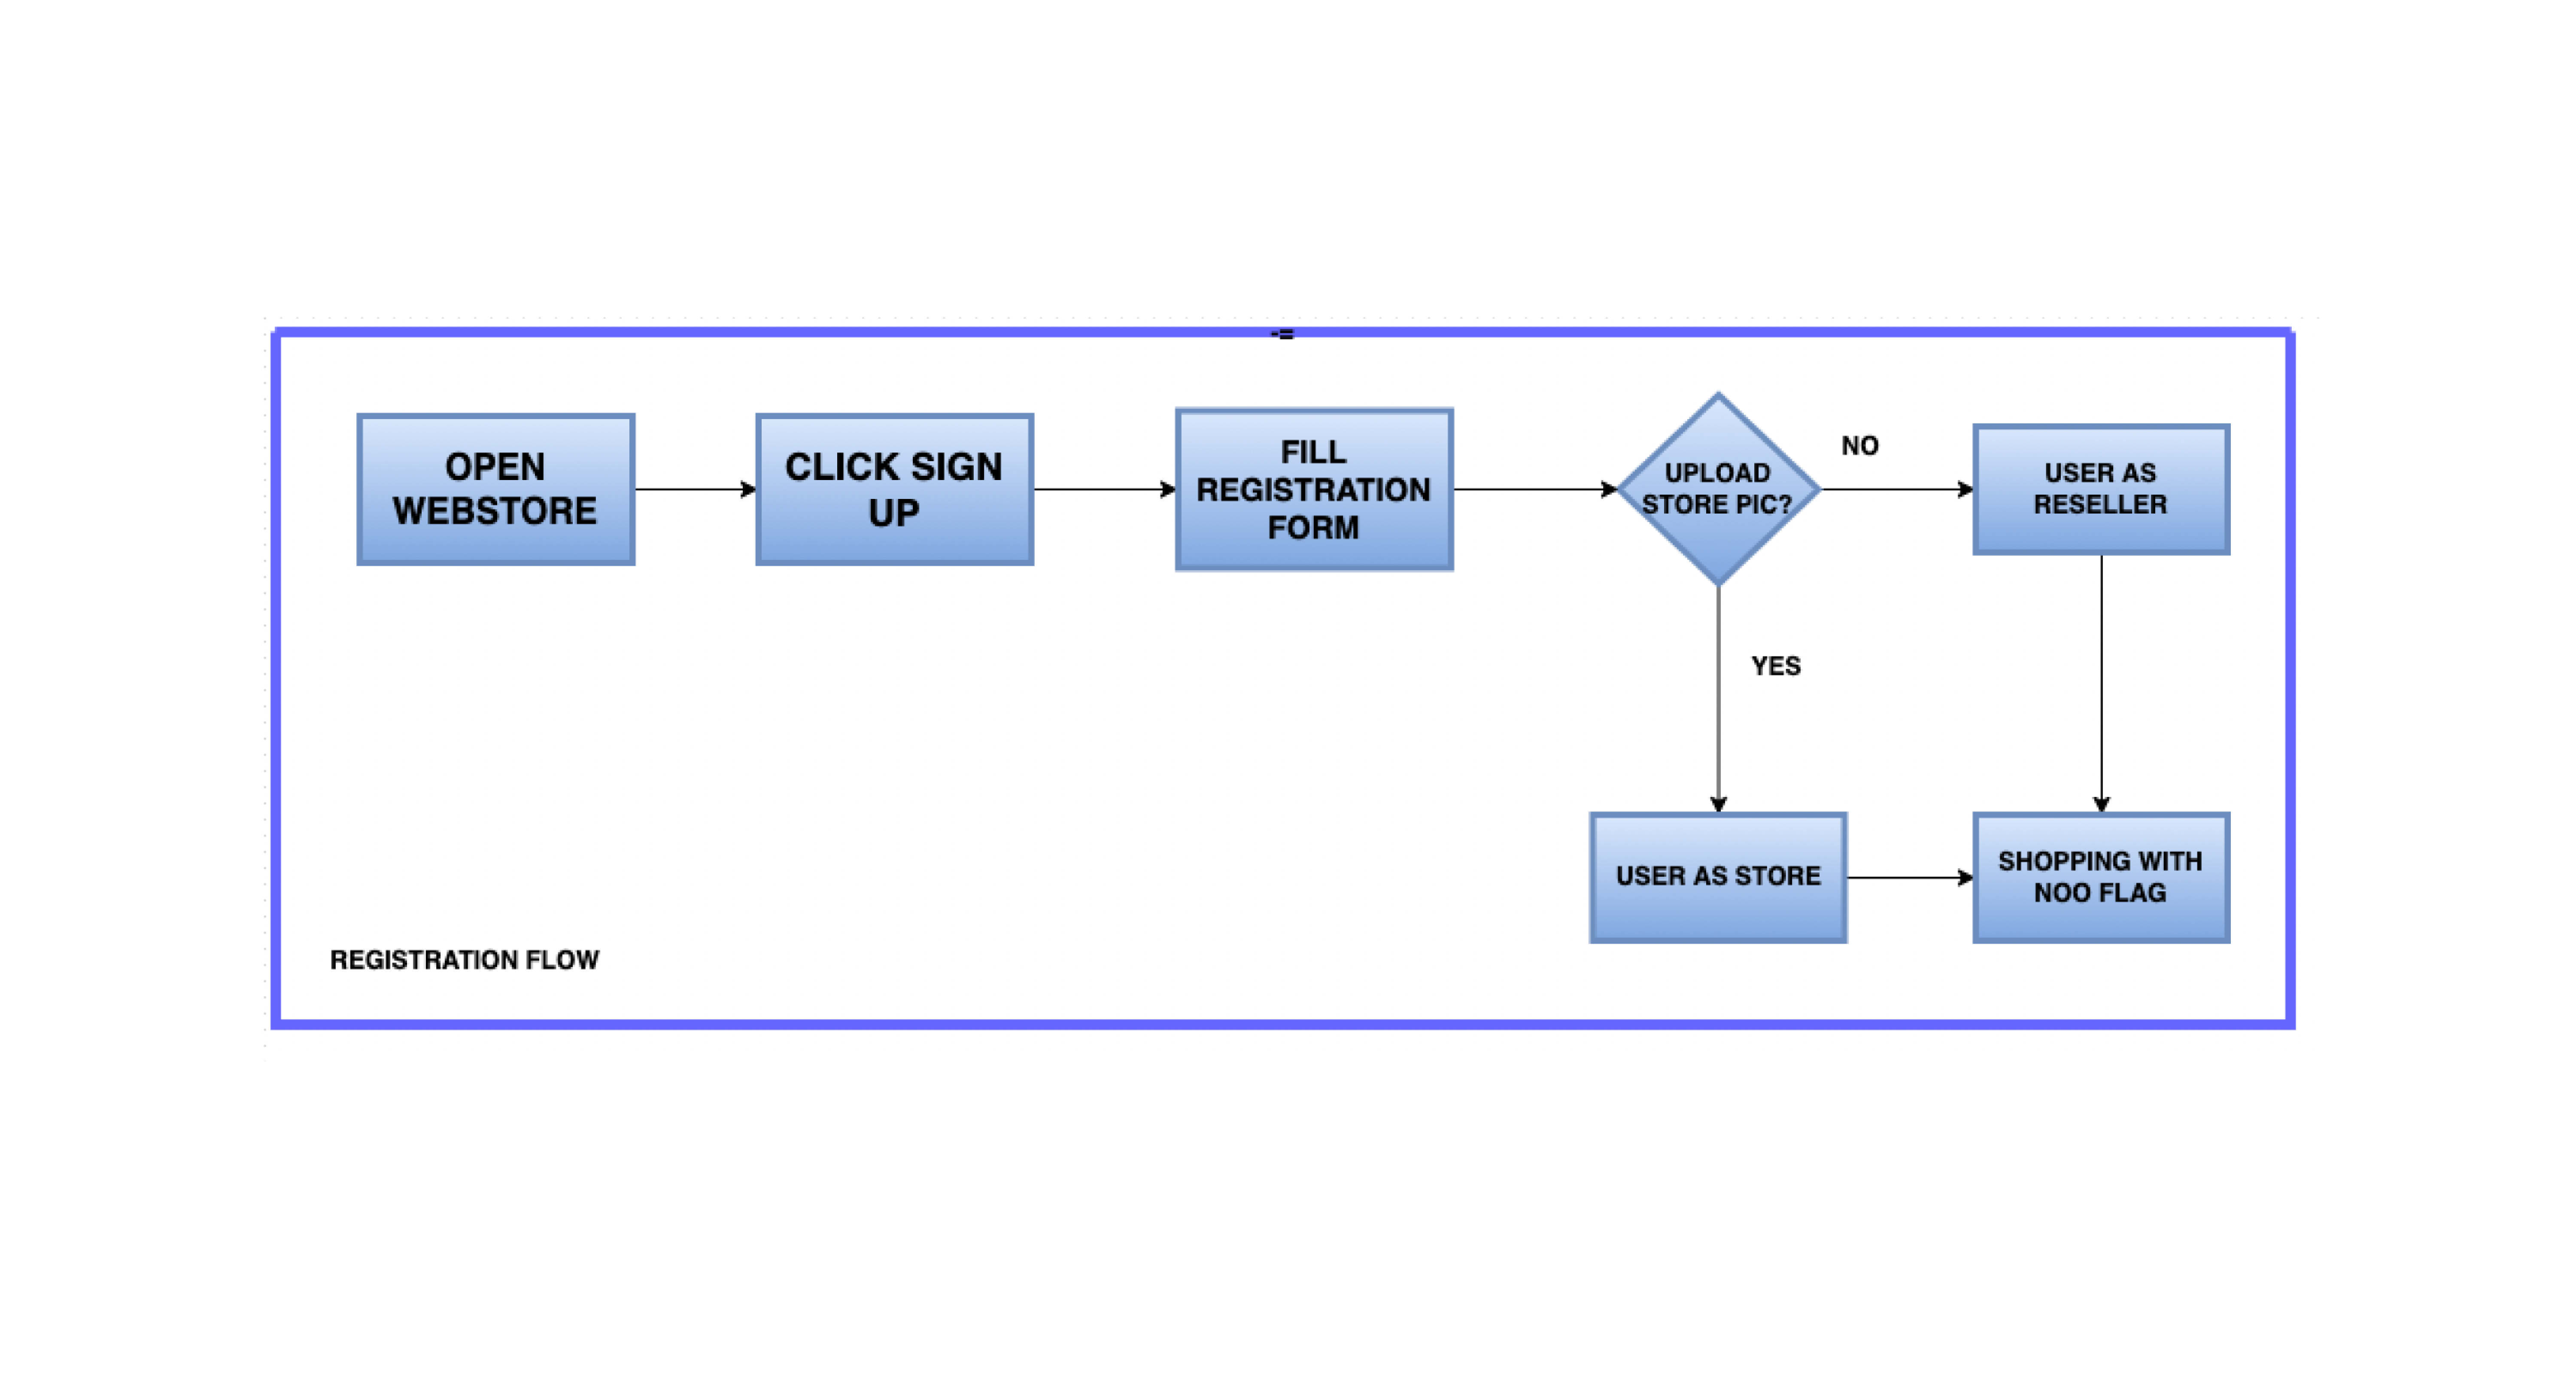 -=
OPEN
WEBSTORE
CLICK SIGN
UP
FILL
REGISTRATION
FORM
UPLOAD
STORE PIC?
NO
USER AS
RESELLER
YES
USER AS STORE
SHOPPING WITH
NOO FLAG
REGISTRATION FLOW